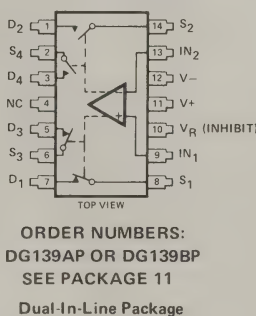 D2 1 14 S2
S4 2 13 IN2
D4 3 12 V−
NC 4 11 V+
D3 5 10 VR (INHIBIT)
S3 6 9 IN1
D1 7 8 S1
+
TOP VIEW
ORDER NUMBERS:
DG139AP OR DG139BP
SEE PACKAGE 11
Dual-In-Line Package